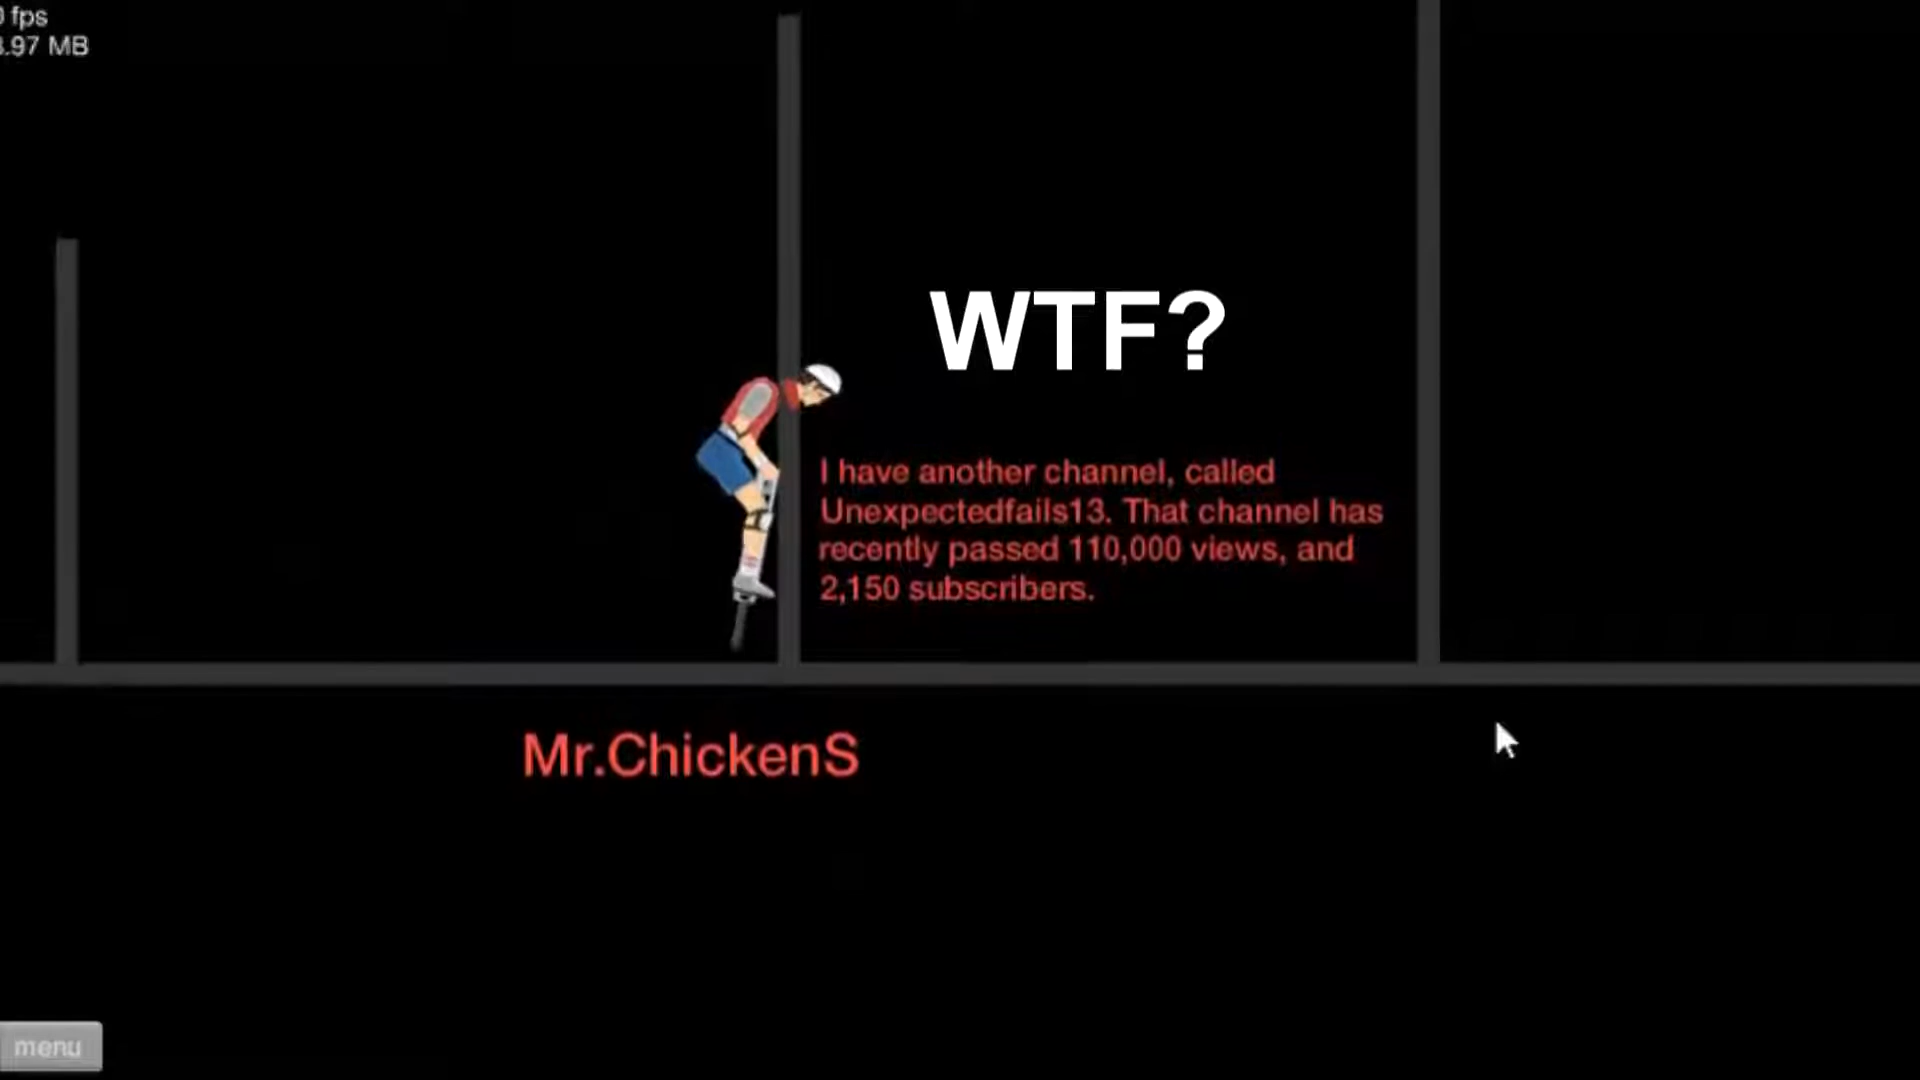 fps
.97 MB
WTF?
I have another channel, called
Unexpectedfails13. That channel has
recently passed 110,000 views, and
2,150 subscribers.
Mr.ChickenS
menu